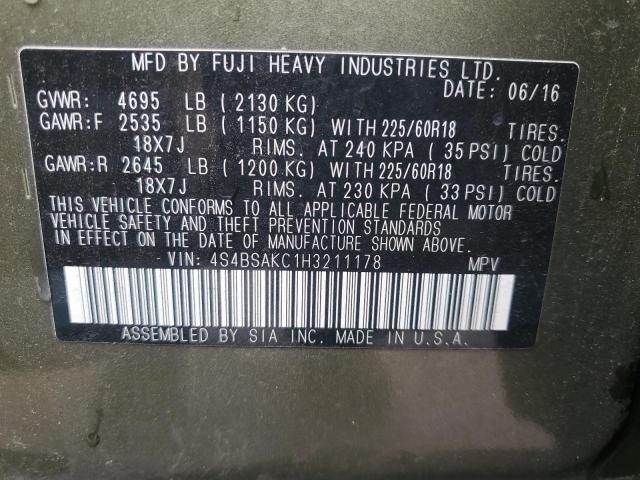 MFD BY FUJI HEAVY INDUSTRIES LTD.
DATE: 06/16
GVWR: 4695 LB (2130 KG)
GAWR:F 2535 LB (1150 KG) WITH 225/60R18 TIRES.
18X7J RIMS. AT 240 KPA (35 PSI) COLD
GAWR:R 2645 LB (1200 KG) WITH 225/60R18 TIRES.
18X7J RIMS. AT 230 KPA (33 PSI) COLD
THIS VEHICLE CONFORMS TO ALL APPLICABLE FEDERAL MOTOR
VEHICLE SAFETY AND THEFT PREVENTION STANDARDS
IN EFFECT ON THE DATE OF MANUFACTURE SHOWN ABOVE.
VIN: 4S4BSAKC1H3211178 MPV
ASSEMBLED BY SIA INC. MADE IN U.S.A.